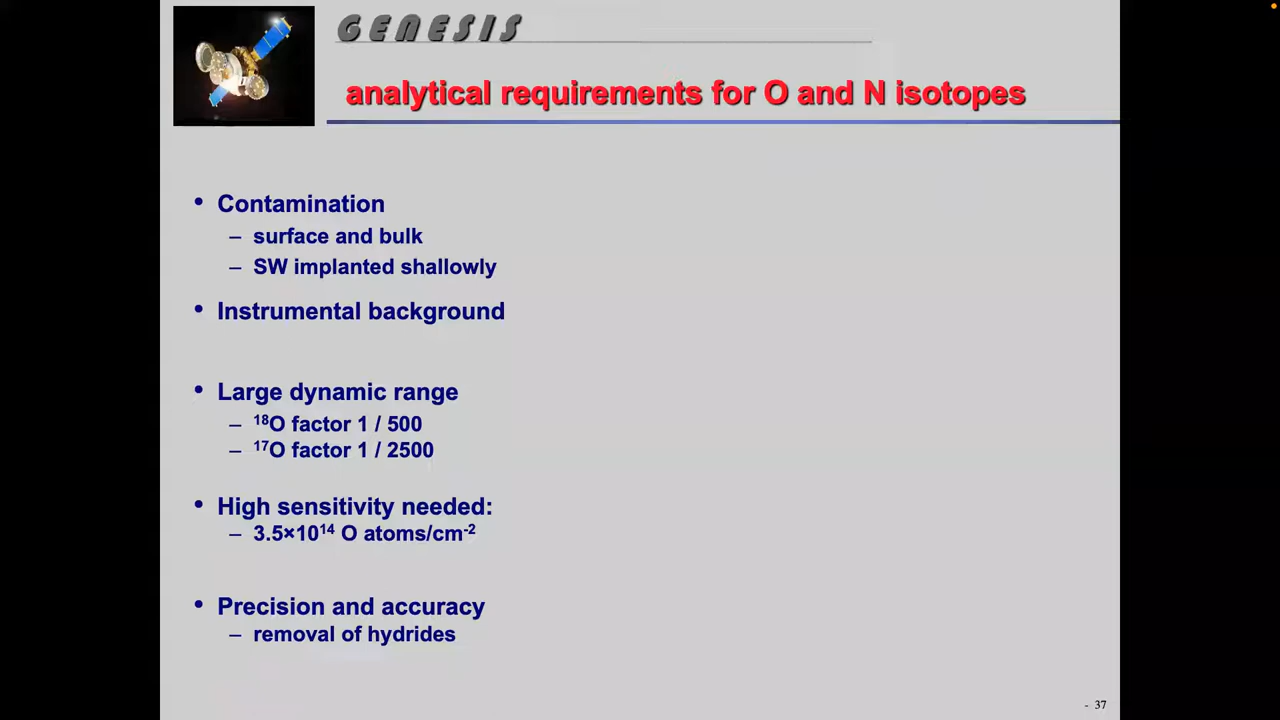 GENESIS
analytical requirements for O and N isotopes
• Contamination
– surface and bulk
– SW implanted shallowly
• Instrumental background
• Large dynamic range
– ¹⁸O factor 1 / 500
– ¹⁷O factor 1 / 2500
• High sensitivity needed:
– 3.5×10¹⁴ O atoms/cm⁻²
• Precision and accuracy
– removal of hydrides
- 37